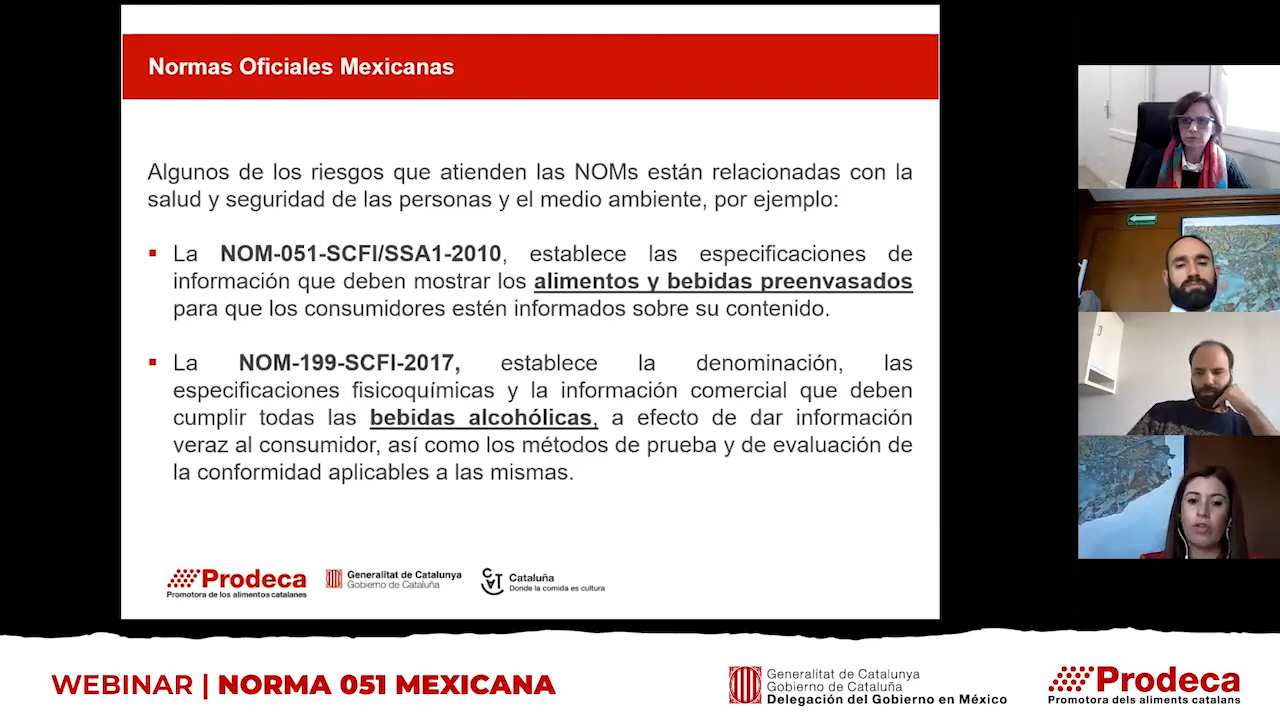 Normas Oficiales Mexicanas
Algunos de los riesgos que atienden las NOMs están relacionadas con la
salud y seguridad de las personas y el medio ambiente, por ejemplo:
▪ La NOM-051-SCFI/SSA1-2010, establece las especificaciones de
información que deben mostrar los alimentos y bebidas preenvasados
para que los consumidores estén informados sobre su contenido.
▪ La NOM-199-SCFI-2017, establece la denominación, las
especificaciones fisicoquímicas y la información comercial que deben
cumplir todas las bebidas alcohólicas, a efecto de dar información
veraz al consumidor, así como los métodos de prueba y de evaluación de
la conformidad aplicables a las mismas.
Prodeca
Promotora de los alimentos catalanes
Generalitat de Catalunya
Gobierno de Cataluña
CAT
Cataluña
Donde la comida es cultura
WEBINAR | NORMA 051 MEXICANA
Generalitat de Catalunya
Gobierno de Cataluña
Delegación del Gobierno en México
Prodeca
Promotora dels aliments catalans